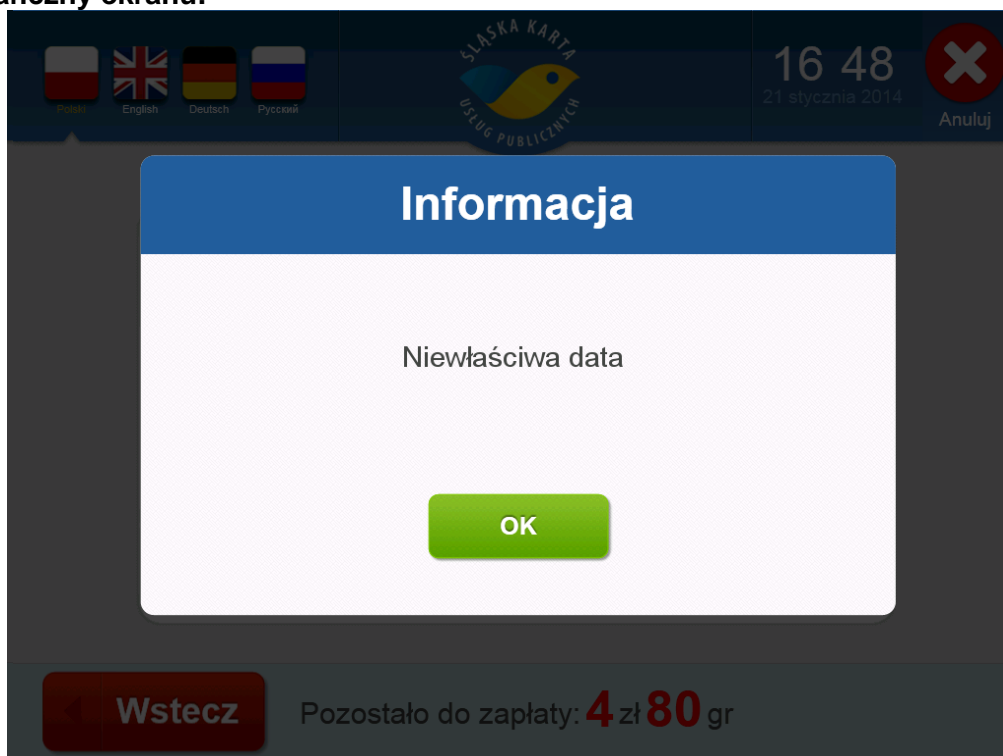 ekranu:
Polski English Deutsch Русский
ŚLĄSKA KARTA
USŁUG PUBLICZNYCH
16 48
21 stycznia 2014
Anuluj
Informacja
Niewłaściwa data
OK
Wstecz
Pozostało do zapłaty: 4 zł 80 gr